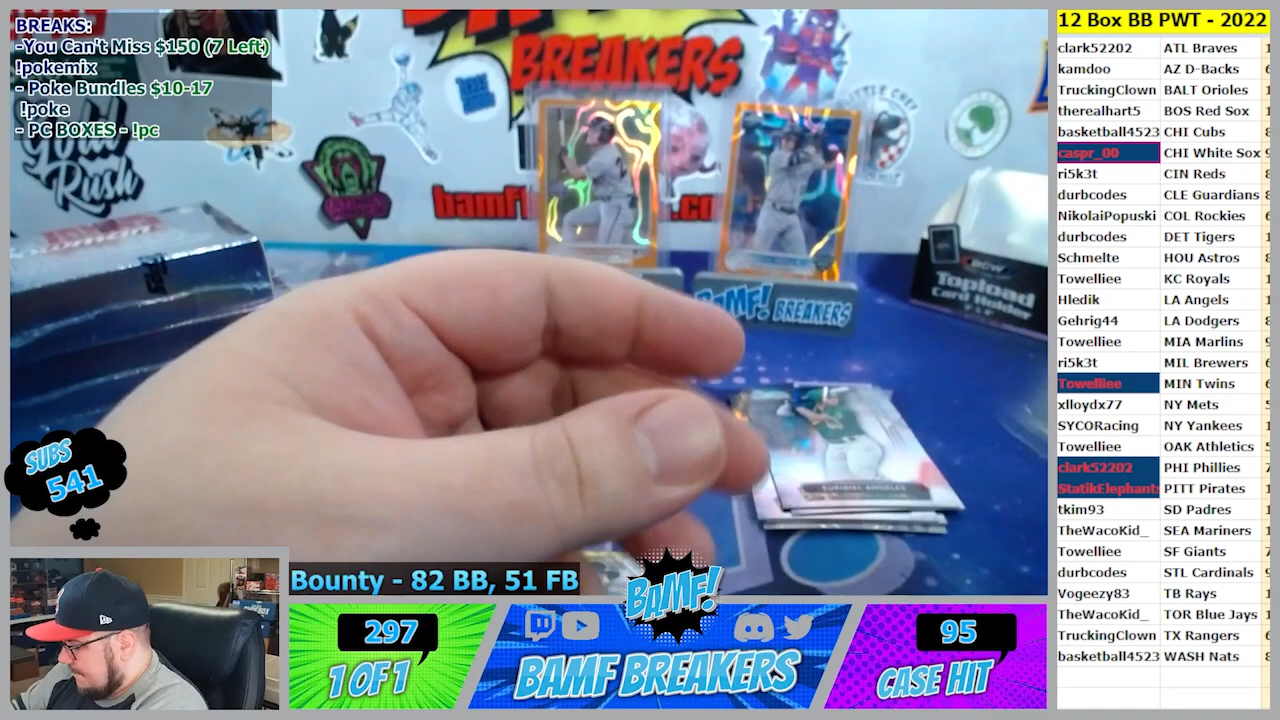 BREAKS:
-You Can't Miss $150 (7 Left)
!pokemix
- Poke Bundles $10-17
!poke
- PC BOXES - !pc
BREAKERS
Loud
Rush
bamf
.co
Topload
Card Holder
BAMF! BREAKERS
SUBS
541
Bounty - 82 BB, 51 FB
BAMF!
297
1 OF 1
BAMF BREAKERS
95
CASE HIT
12 Box BB PWT - 2022
clark52202 ATL Braves
kamdoo AZ D-Backs
TruckingClown BALT Orioles
therealhart5 BOS Red Sox
basketball4523 CHI Cubs
caspr_00 CHI White Sox
ri5k3t CIN Reds
durbcodes CLE Guardians
NikolaiPopuski COL Rockies
durbcodes DET Tigers
Schmelte HOU Astros
Towelliee KC Royals
Hledik LA Angels
Gehrig44 LA Dodgers
Towelliee MIA Marlins
ri5k3t MIL Brewers
Towelliee MIN Twins
xlloydx77 NY Mets
SYCORacing NY Yankees
Towelliee OAK Athletics
clark52202 PHI Phillies
StatikElephants PITT Pirates
tkim93 SD Padres
TheWacoKid_ SEA Mariners
Towelliee SF Giants
durbcodes STL Cardinals
Vogeezy83 TB Rays
TheWacoKid_ TOR Blue Jays
TruckingClown TX Rangers
basketball4523 WASH Nats